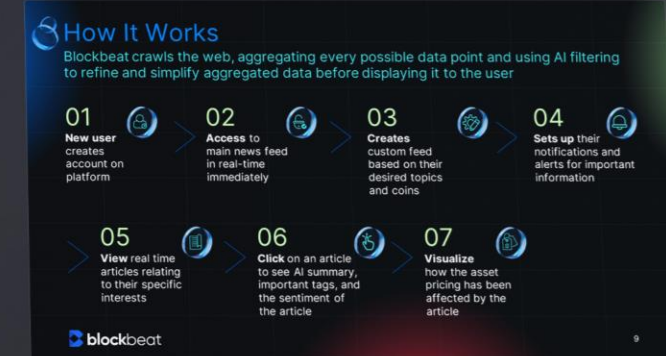 How It Works
Blockbeat crawls the web, aggregating every possible data point and using AI filtering
to refine and simplify aggregated data before displaying it to the user
01
New user
creates
account on
platform
02
Access to
main news feed
in real-time
immediately
03
Creates
custom feed
based on their
desired topics
and coins
04
Sets up their
notifications and
alerts for important
information
05
View real time
articles relating
to their specific
interests
06
Click on an article
to see AI summary,
important tags, and
the sentiment of
the article
07
Visualize
how the asset
pricing has been
affected by the
article
blockbeat
9